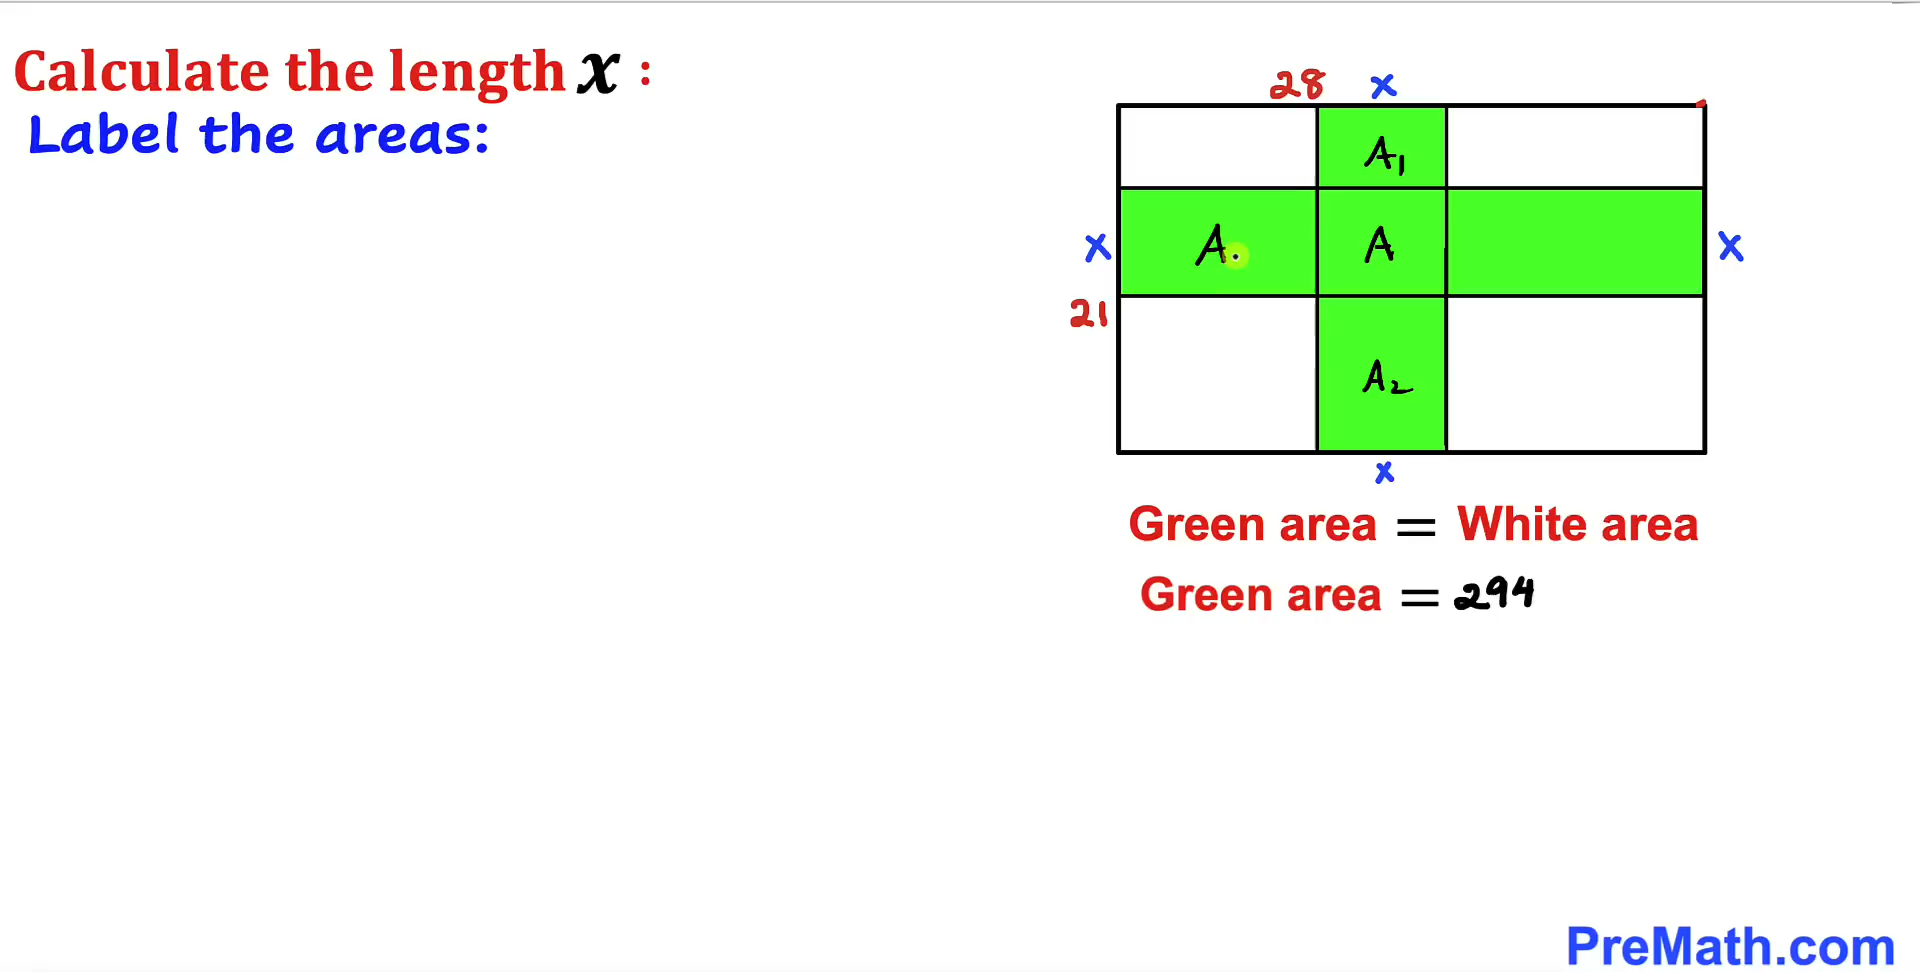 Calculate the length x :
Label the areas:
28 x
A₁
x A A x
21
A₂
x
Green area = White area
Green area = 294
PreMath.com